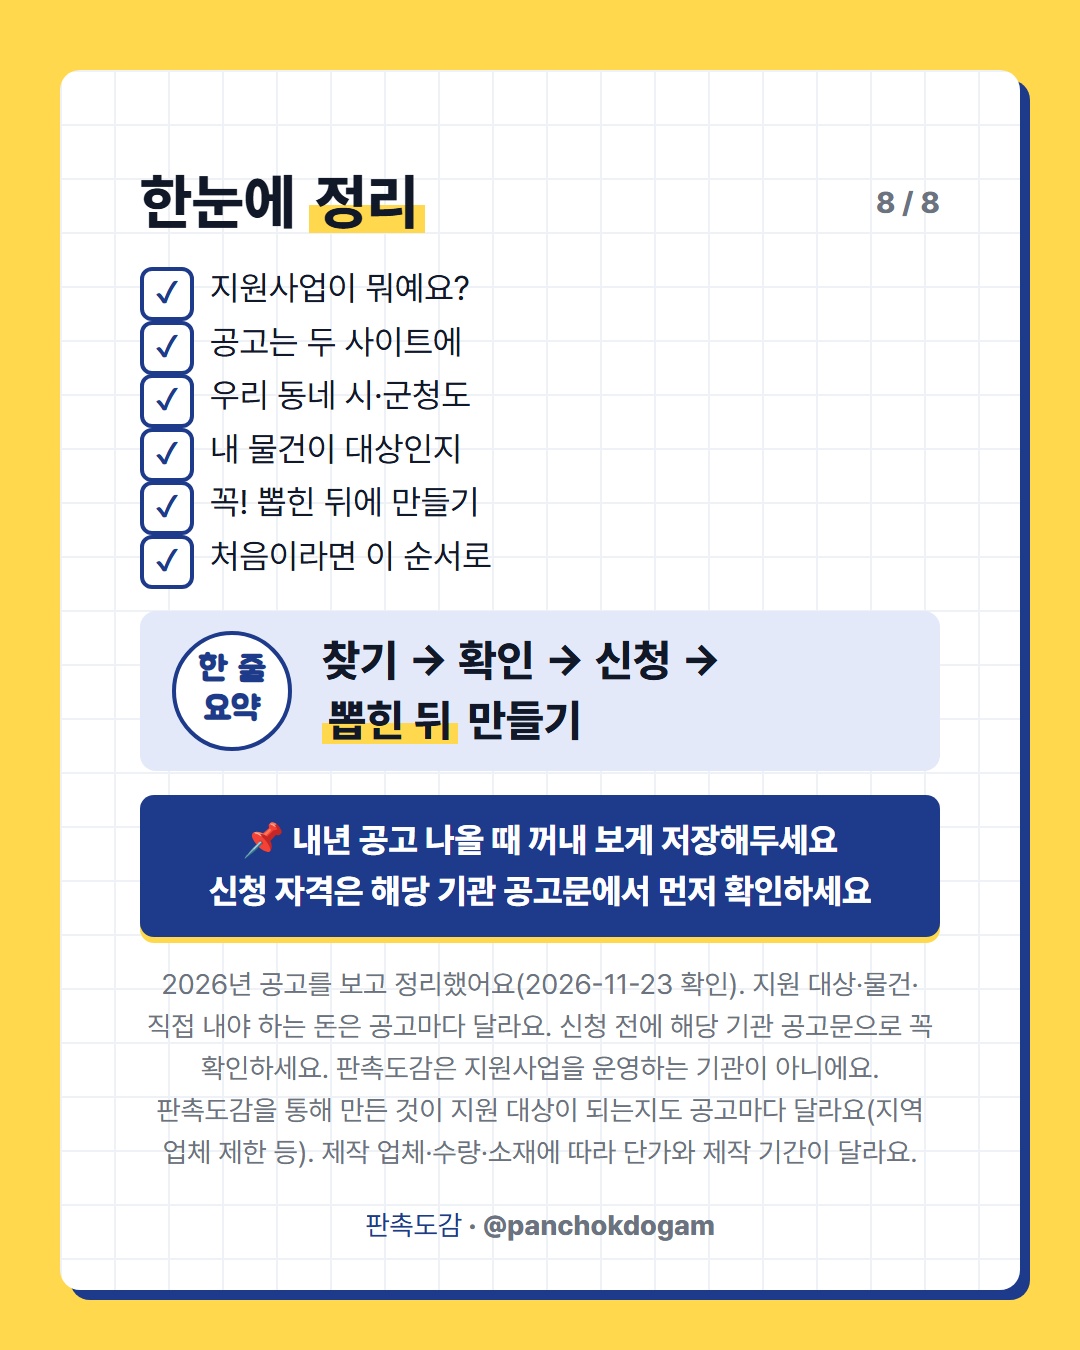 한눈에 정리
8 / 8
✓ 지원사업이 뭐예요?
✓ 공고는 두 사이트에
✓ 우리 동네 시·군청도
✓ 내 물건이 대상인지
✓ 꼭! 뽑힌 뒤에 만들기
✓ 처음이라면 이 순서로
한 줄
요약
찾기 → 확인 → 신청 →
뽑힌 뒤 만들기
📌 내년 공고 나올 때 꺼내 보게 저장해두세요
신청 자격은 해당 기관 공고문에서 먼저 확인하세요
2026년 공고를 보고 정리했어요(2026-11-23 확인). 지원 대상·물건·
직접 내야 하는 돈은 공고마다 달라요. 신청 전에 해당 기관 공고문으로 꼭
확인하세요. 판촉도감은 지원사업을 운영하는 기관이 아니에요.
판촉도감을 통해 만든 것이 지원 대상이 되는지도 공고마다 달라요(지역
업체 제한 등). 제작 업체·수량·소재에 따라 단가와 제작 기간이 달라요.
판촉도감 · @panchokdogam